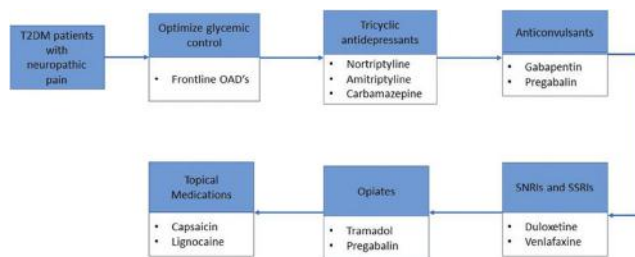 T2DM patients
with
neuropathic
pain
Optimize glycemic
control
• Frontline OAD's
Tricyclic
antidepressants
• Nortriptyline
• Amitriptyline
• Carbamazepine
Anticonvulsants
• Gabapentin
• Pregabalin
Topical
Medications
• Capsaicin
• Lignocaine
Opiates
• Tramadol
• Pregabalin
SNRIs and SSRIs
• Duloxetine
• Venlafaxine